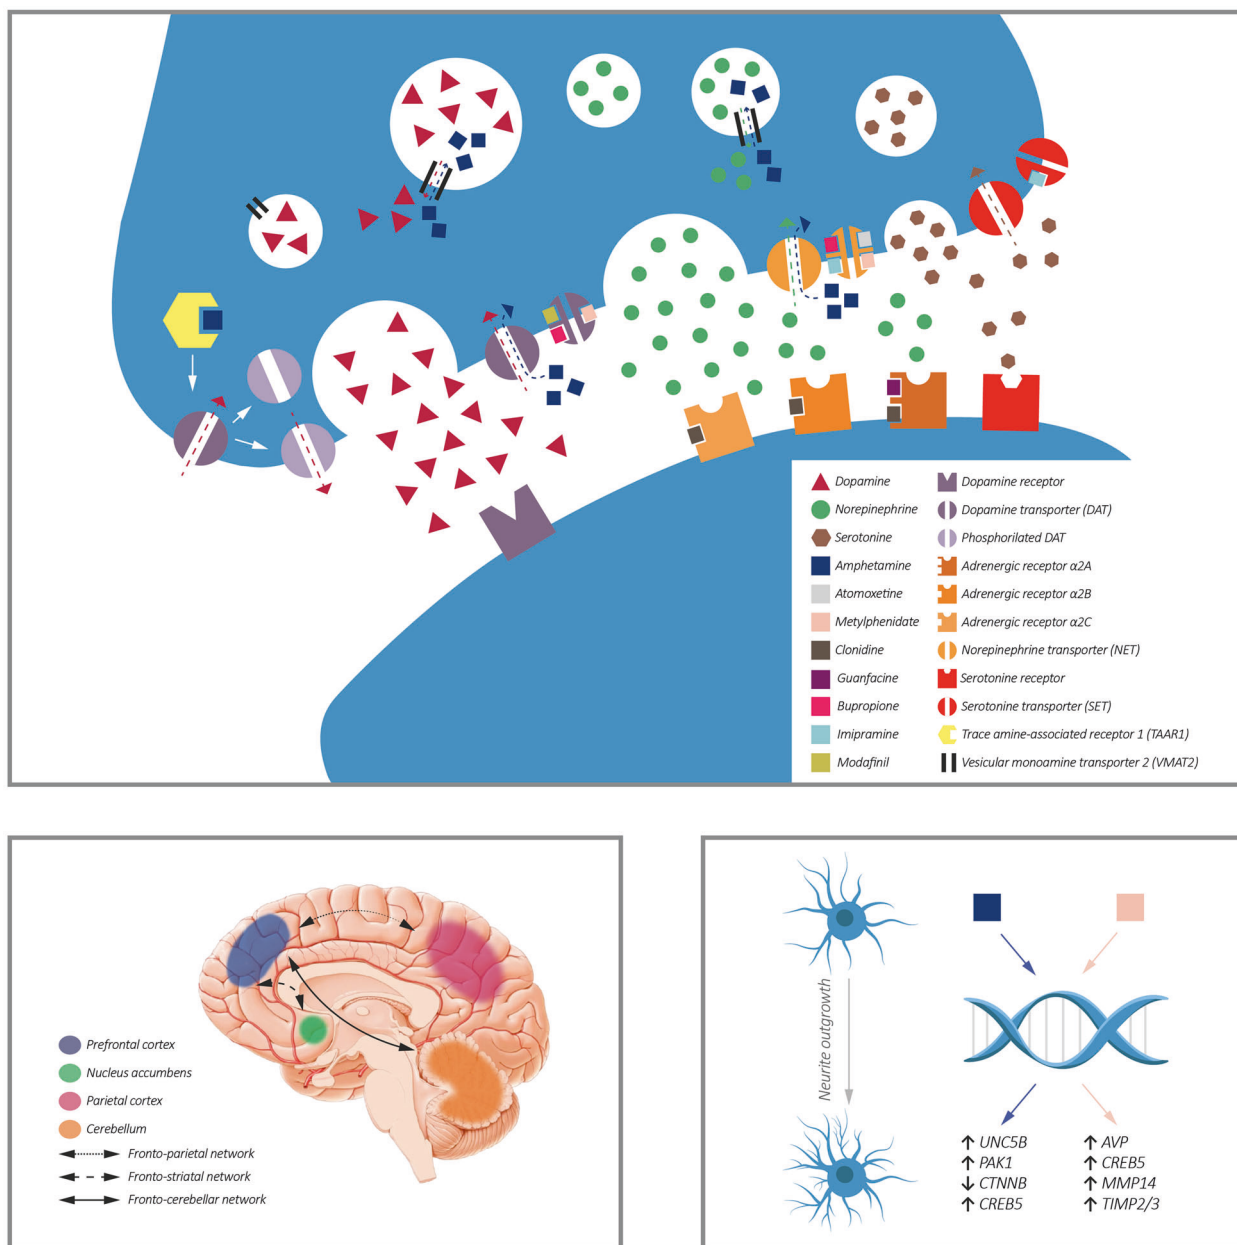 Dopamine
Norepinephrine
Serotonine
Amphetamine
Atomoxetine
Metylphenidate
Clonidine
Guanfacine
Bupropione
Imipramine
Modafinil
Dopamine receptor
Dopamine transporter (DAT)
Phosphorilated DAT
Adrenergic receptor α2A
Adrenergic receptor α2B
Adrenergic receptor α2C
Norepinephrine transporter (NET)
Serotonine receptor
Serotonine transporter (SET)
Trace amine-associated receptor 1 (TAAR1)
Vesicular monoamine transporter 2 (VMAT2)
Prefrontal cortex
Nucleus accumbens
Parietal cortex
Cerebellum
Fronto-parietal network
Fronto-striatal network
Fronto-cerebellar network
Neurite outgrowth
↑ UNC5B
↑ PAK1
↓ CTNNB
↑ CREB5
↑ AVP
↑ CREB5
↑ MMP14
↑ TIMP2/3